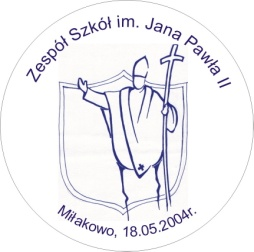 Zespół Szkół im. Jana Pawła II
Miłakowo, 18.05.2004r.